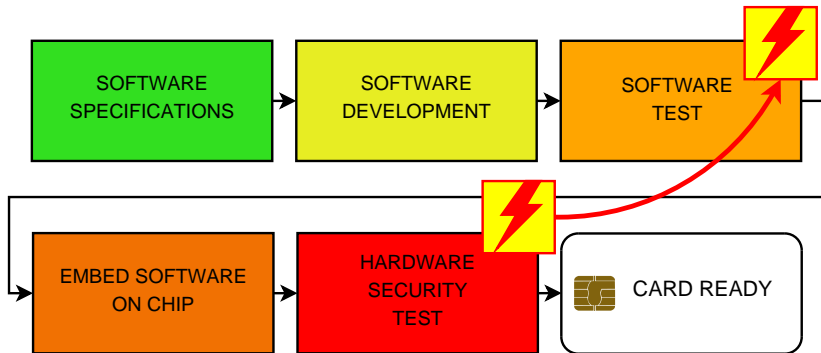 SOFTWARE
SPECIFICATIONS
SOFTWARE
DEVELOPMENT
SOFTWARE
TEST
EMBED SOFTWARE
ON CHIP
HARDWARE
SECURITY
TEST
CARD READY